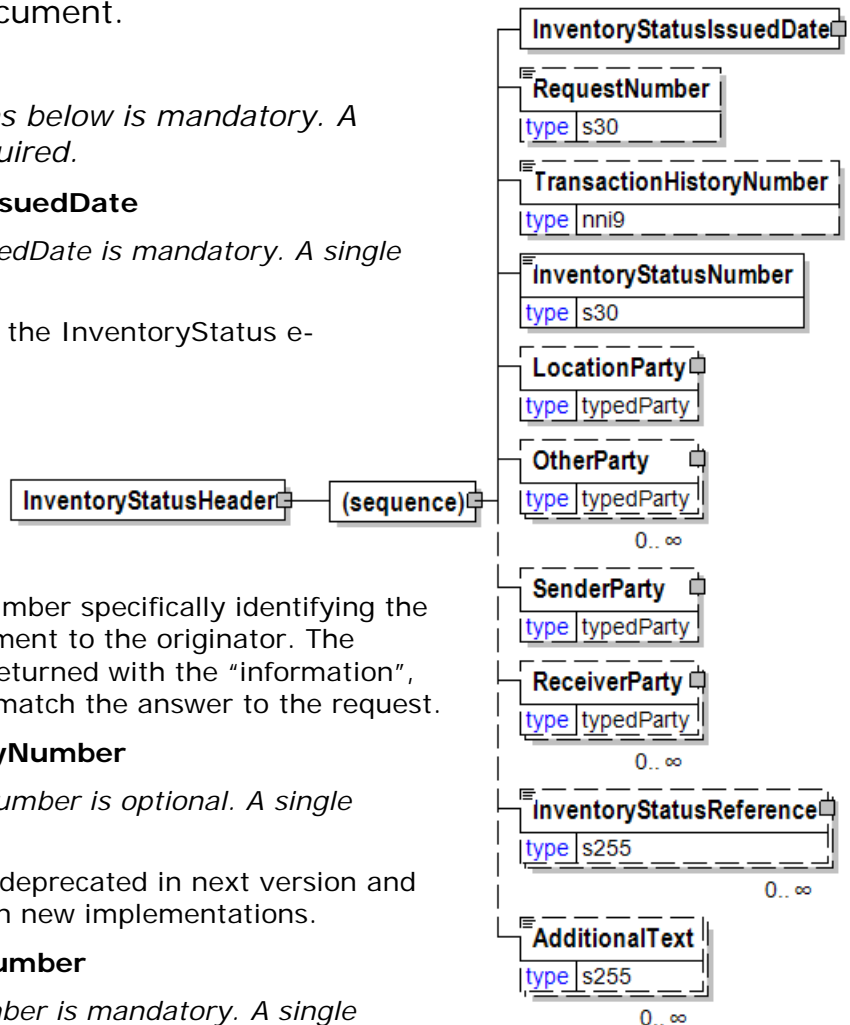 cument.
s below is mandatory. A
uired.
ssuedDate
edDate is mandatory. A single
the InventoryStatus e-
umber specifically identifying the
ment to the originator. The
eturned with the “information”,
match the answer to the request.
yNumber
umber is optional. A single
deprecated in next version and
n new implementations.
umber
ber is mandatory. A single
InventoryStatusHeader
(sequence)
InventoryStatusIssuedDate
RequestNumber
type s30
TransactionHistoryNumber
type nni9
InventoryStatusNumber
type s30
LocationParty
type typedParty
OtherParty
type typedParty
0.. ∞
SenderParty
type typedParty
ReceiverParty
type typedParty
0.. ∞
InventoryStatusReference
type s255
0.. ∞
AdditionalText
type s255
0.. ∞